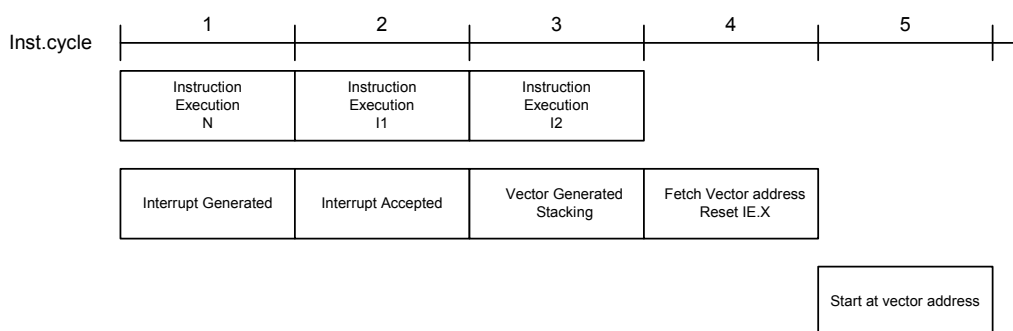 Inst.cycle 1 2 3 4 5
Instruction
Execution
N
Instruction
Execution
I1
Instruction
Execution
I2
Interrupt Generated
Interrupt Accepted
Vector Generated
Stacking
Fetch Vector address
Reset IE.X
Start at vector address